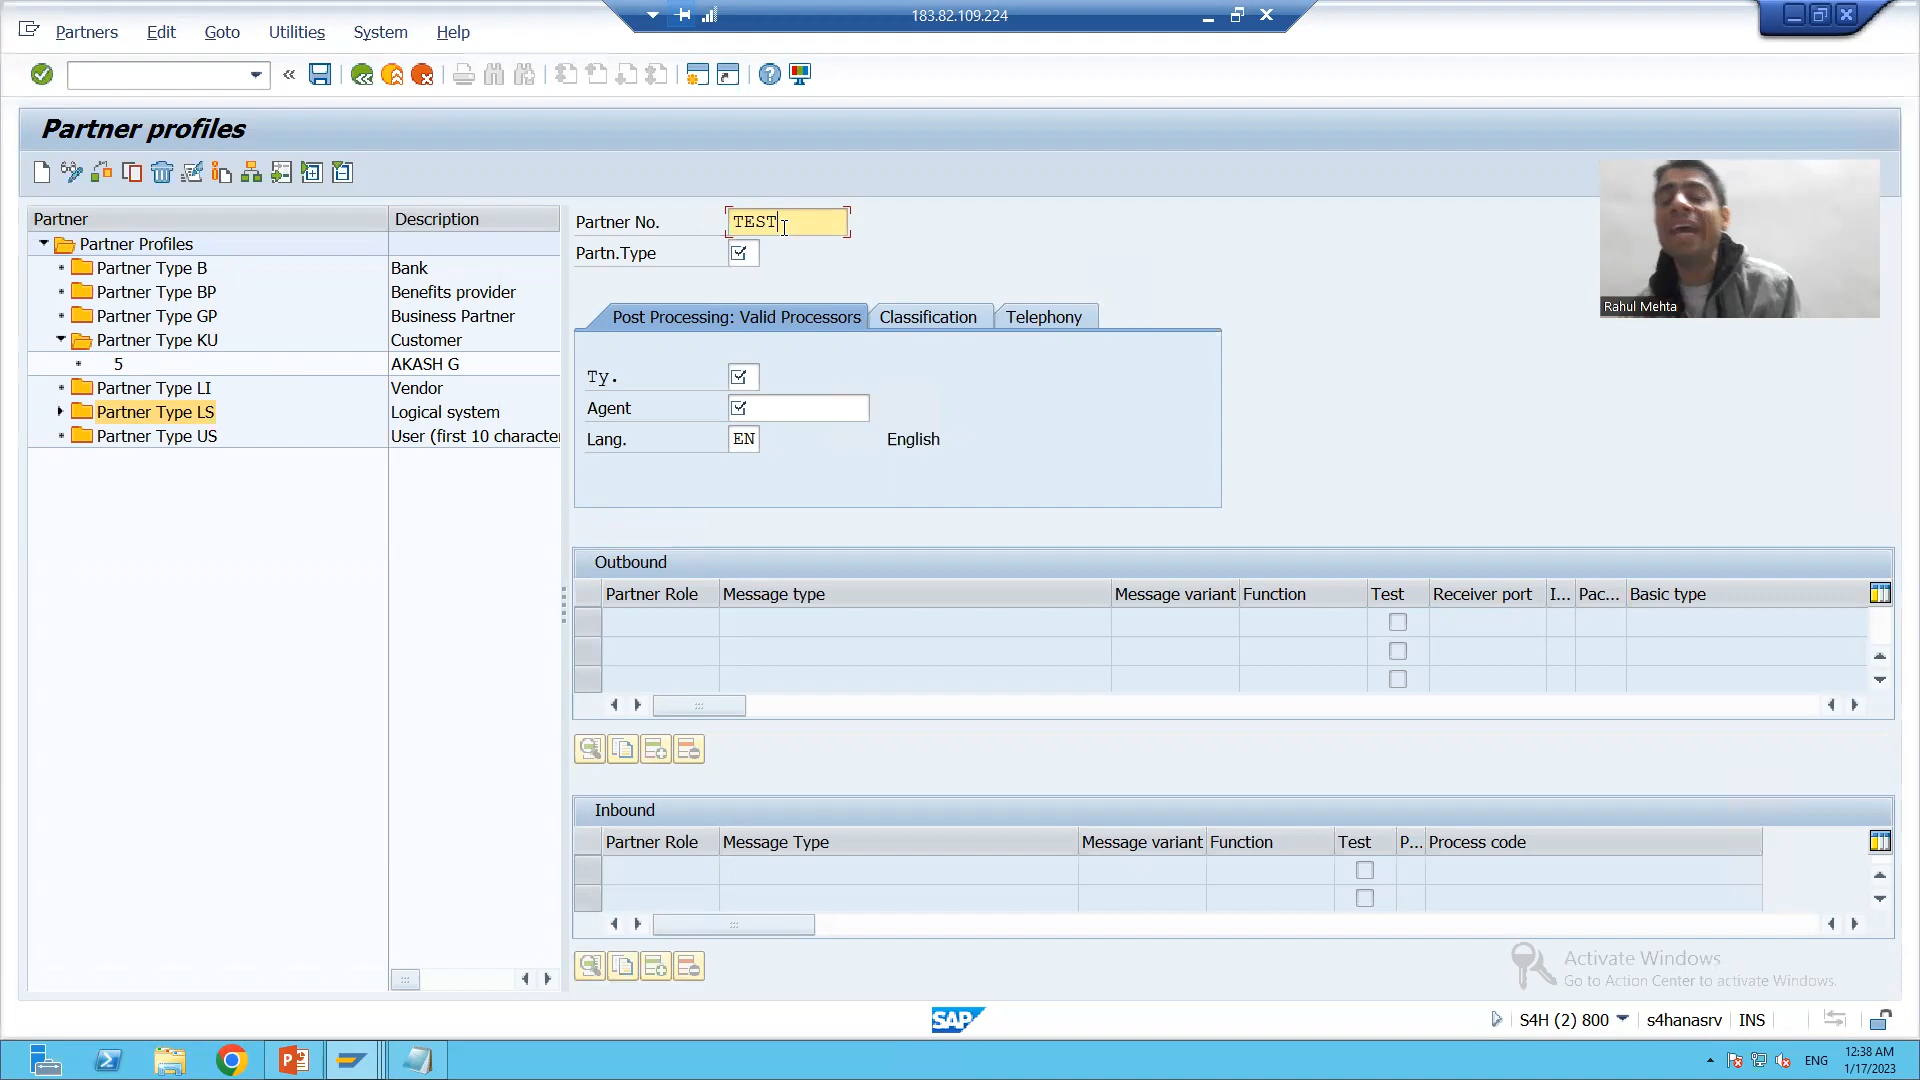 183.82.109.224
Partners Edit Goto Utilities System Help
Partner profiles
Partner Description
Partner Profiles
Partner Type B Bank
Partner Type BP Benefits provider
Partner Type GP Business Partner
Partner Type KU Customer
5 AKASH G
Partner Type LI Vendor
Partner Type LS Logical system
Partner Type US User (first 10 character
Partner No. TEST
Partn.Type
Post Processing: Valid Processors Classification Telephony
Ty.
Agent
Lang. EN English
Rahul Mehta
Outbound
Partner Role Message type Message variant Function Test Receiver port I... Pac... Basic type
Inbound
Partner Role Message Type Message variant Function Test P... Process code
Activate Windows
Go to Action Center to activate Windows.
SAP
S4H (2) 800 s4hanasrv INS
ENG
12:38 AM
1/17/2023